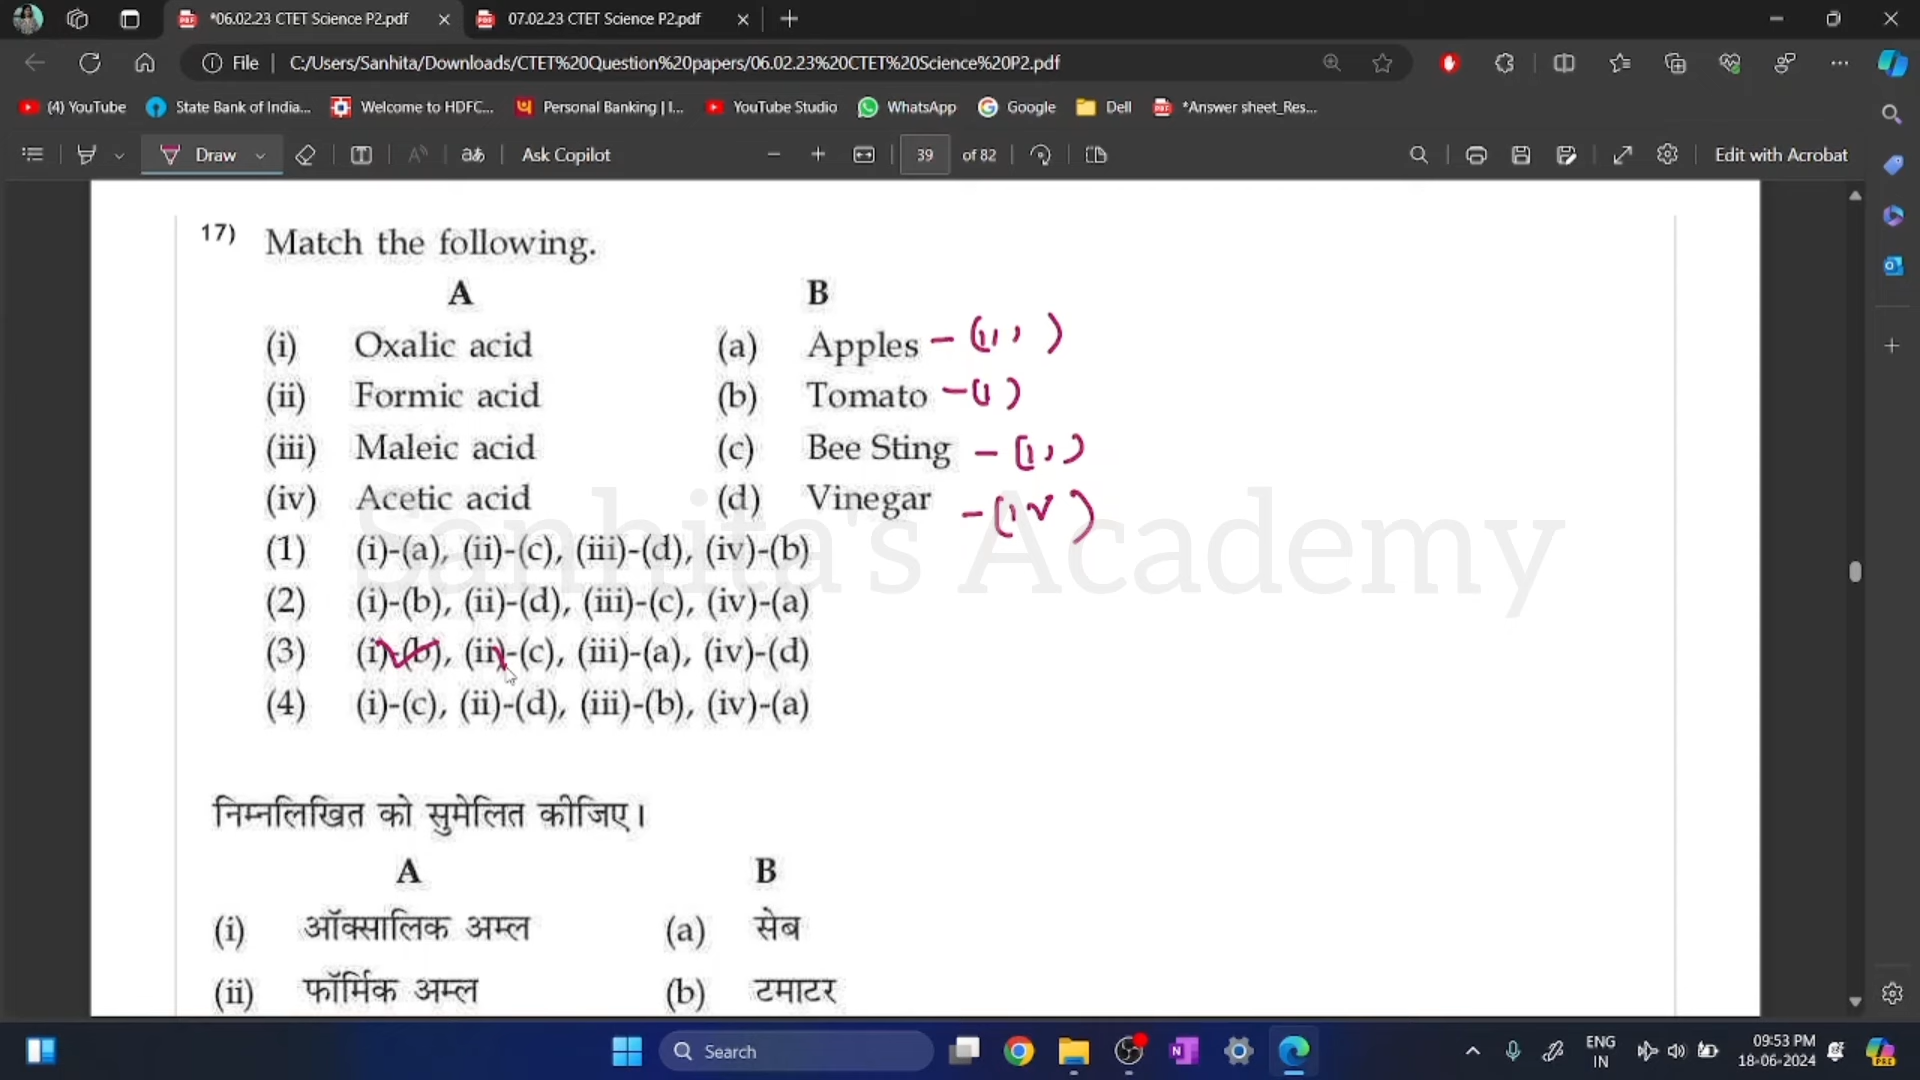 *06.02.23 CTET Science P2.pdf
07.02.23 CTET Science P2.pdf
File
C:/Users/Sanhita/Downloads/CTET%20Question%20papers/06.02.23%20CTET%20Science%20P2.pdf
(4) YouTube State Bank of India... Welcome to HDFC... Personal Banking | I... YouTube Studio WhatsApp Google Dell *Answer sheet_Res...
Draw Ask Copilot 39 of 82 Edit with Acrobat
17) Match the following.
A B
(i) Oxalic acid (a) Apples
(ii) Formic acid (b) Tomato – (i)
(iii) Maleic acid (c) Bee Sting – (ii)
(iv) Acetic acid (d) Vinegar – (iv)
(1) (i)-(a), (ii)-(c), (iii)-(d), (iv)-(b)
(2) (i)-(b), (ii)-(d), (iii)-(c), (iv)-(a)
(3) (i)-(b), (ii)-(c), (iii)-(a), (iv)-(d)
(4) (i)-(c), (ii)-(d), (iii)-(b), (iv)-(a)
Sanhita's Academy
निम्नलिखित को सुमेलित कीजिए।
A B
(i) ऑक्सालिक अम्ल (a) सेब
(ii) फॉर्मिक अम्ल (b) टमाटर
Search
ENG
IN
09:53 PM
18-06-2024